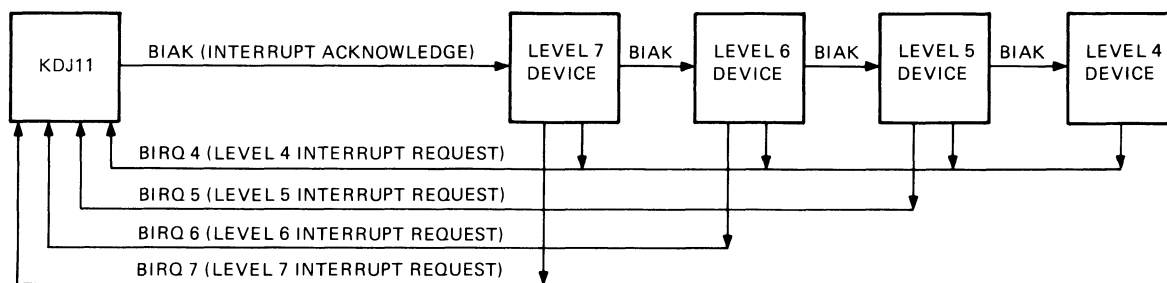 KDJ11
BIAK (INTERRUPT ACKNOWLEDGE)
LEVEL 7
DEVICE
BIAK
LEVEL 6
DEVICE
BIAK
LEVEL 5
DEVICE
BIAK
LEVEL 4
DEVICE
BIRQ 4 (LEVEL 4 INTERRUPT REQUEST)
BIRQ 5 (LEVEL 5 INTERRUPT REQUEST)
BIRQ 6 (LEVEL 6 INTERRUPT REQUEST)
BIRQ 7 (LEVEL 7 INTERRUPT REQUEST)